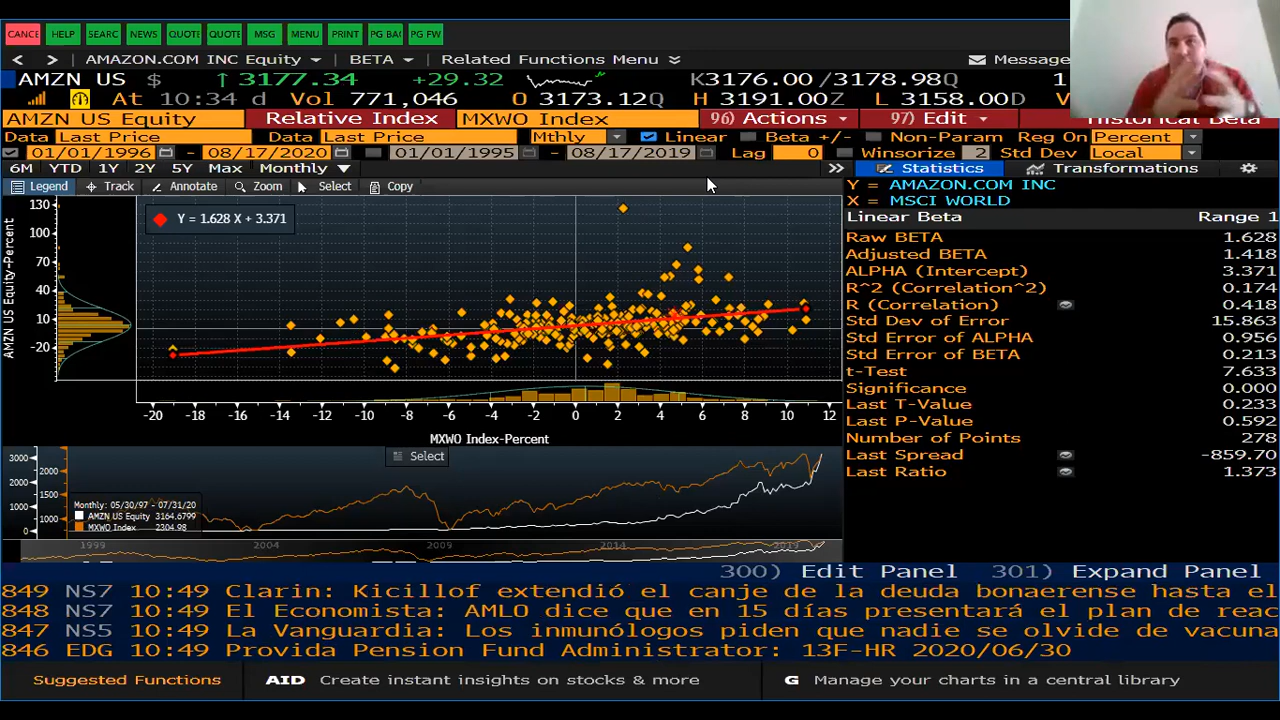 CANCE HELP SEARC NEWS QUOTE QUOTE MSG MENU PRINT PG BAC PG FW
< > AMAZON.COM INC Equity BETA Related Functions Menu Message
AMZN US $ ↑ 3177.34 +29.32 K3176.00 /3178.98Q 1
At 10:34 d Vol 771,046 O 3173.12Q H 3191.00Z L 3158.00D
AMZN US Equity Relative Index MXWO Index 96) Actions 97) Edit Historical Beta
Data Last Price Data Last Price Mthly Linear Beta +/- Non-Param Reg On Percent
01/01/1996 - 08/17/2020 01/01/1995 - 08/17/2019 Lag 0 Winsorize 2 Std Dev Local
6M YTD 1Y 2Y 5Y Max Monthly ▼ » Statistics Transformations
Legend Track Annotate Zoom Select Copy
Y = AMAZON.COM INC
X = MSCI WORLD
Linear Beta Range 1
Raw BETA 1.628
Adjusted BETA 1.418
ALPHA (Intercept) 3.371
R^2 (Correlation^2) 0.174
R (Correlation) 0.418
Std Dev of Error 15.863
Std Error of ALPHA 0.956
Std Error of BETA 0.213
t-Test 7.633
Significance 0.000
Last T-Value 0.233
Last P-Value 0.592
Number of Points 278
Last Spread -859.70
Last Ratio 1.373
Y = 1.628 X + 3.371
AMZN US Equity-Percent
130
100
70
40
10
-20
-20 -18 -16 -14 -12 -10 -8 -6 -4 -2 0 2 4 6 8 10 12
MXWO Index-Percent
Select
3000
2000
1000
0
2500
2000
1500
1000
Monthly: 05/30/97 - 07/31/20
AMZN US Equity 3164.6799
MXWO Index 2304.98
1999 2004 2009 2014 2019
300) Edit Panel 301) Expand Panel
849 NS7 10:49 Clarin: Kicillof extendió el canje de la deuda bonaerense hasta el
848 NS7 10:49 El Economista: AMLO dice que en 15 días presentará el plan de reac
847 NS5 10:49 La Vanguardia: Los inmunólogos piden que nadie se olvide de vacuna
846 EDG 10:49 Provida Pension Fund Administrator: 13F-HR 2020/06/30
Suggested Functions AID Create instant insights on stocks & more G Manage your charts in a central library